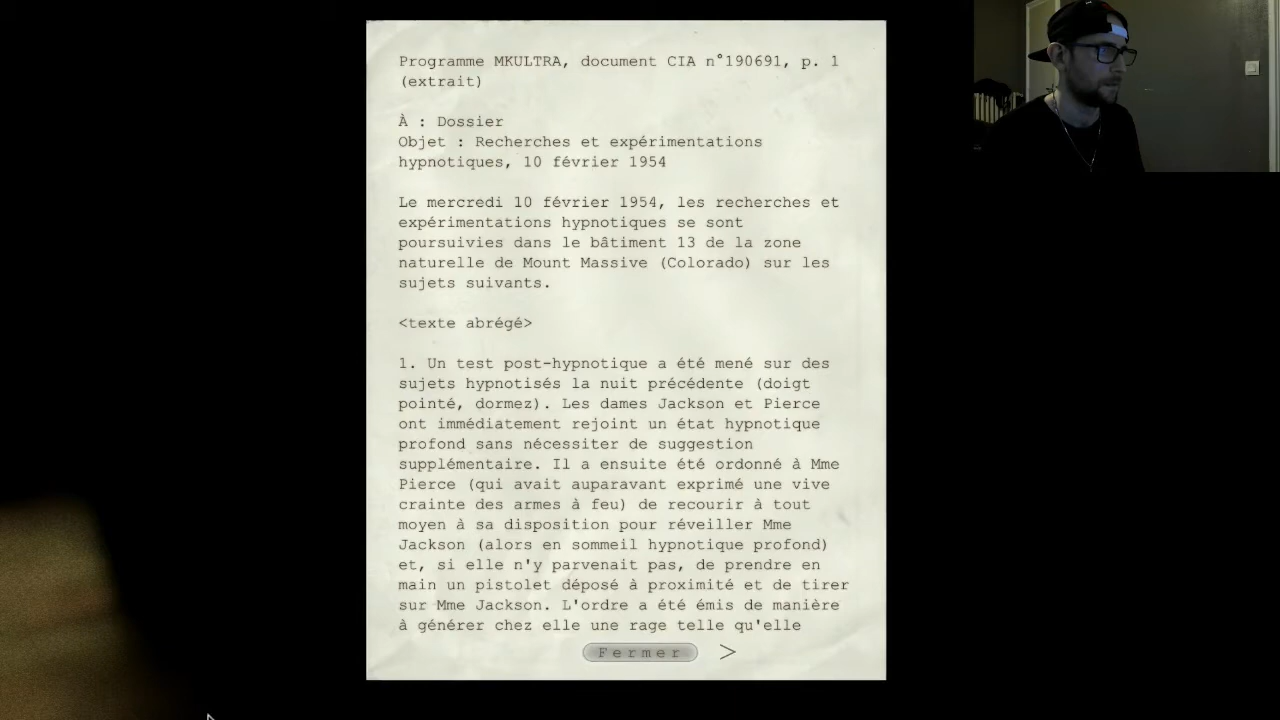 Programme MKULTRA, document CIA n°190691, p. 1
(extrait)
À : Dossier
Objet : Recherches et expérimentations
hypnotiques, 10 février 1954
Le mercredi 10 février 1954, les recherches et
expérimentations hypnotiques se sont
poursuivies dans le bâtiment 13 de la zone
naturelle de Mount Massive (Colorado) sur les
sujets suivants.
<texte abrégé>
1. Un test post-hypnotique a été mené sur des
sujets hypnotisés la nuit précédente (doigt
pointé, dormez). Les dames Jackson et Pierce
ont immédiatement rejoint un état hypnotique
profond sans nécessiter de suggestion
supplémentaire. Il a ensuite été ordonné à Mme
Pierce (qui avait auparavant exprimé une vive
crainte des armes à feu) de recourir à tout
moyen à sa disposition pour réveiller Mme
Jackson (alors en sommeil hypnotique profond)
et, si elle n'y parvenait pas, de prendre en
main un pistolet déposé à proximité et de tirer
sur Mme Jackson. L'ordre a été émis de manière
à générer chez elle une rage telle qu'elle
Fermer >